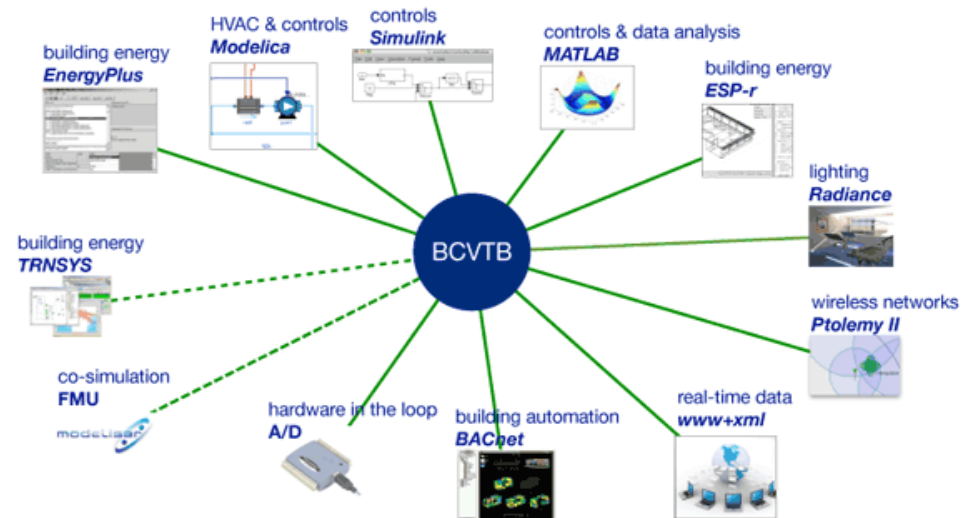 HVAC & controls
Modelica
controls
Simulink
controls & data analysis
MATLAB
building energy
EnergyPlus
building energy
ESP-r
lighting
Radiance
BCVTB
building energy
TRNSYS
wireless networks
Ptolemy II
co-simulation
FMU
modelisar
hardware in the loop
A/D
building automation
BACnet
real-time data
www+xml